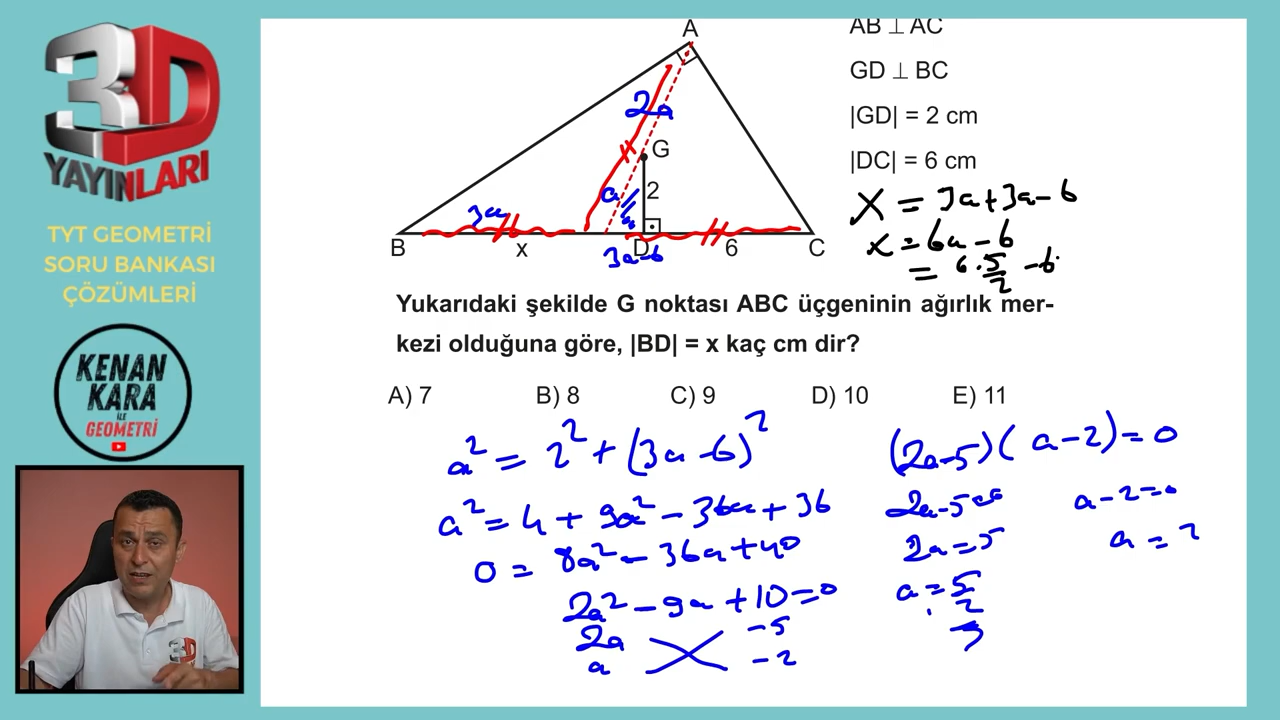 3D
YAYINLARI
TYT GEOMETRİ
SORU BANKASI
ÇÖZÜMLERİ
KENAN
KARA
İLE
GEOMETRİ
3D
YAYINLARI
A
2a
G
a
2
3a
B
x
D
6
C
3a-6
AB ⊥ AC
GD ⊥ BC
|GD| = 2 cm
|DC| = 6 cm
x = 3a+3a-6
x = 6a-6
= 6·5/2 -6
Yukarıdaki şekilde G noktası ABC üçgeninin ağırlık mer-
kezi olduğuna göre, |BD| = x kaç cm dir?
A) 7 B) 8 C) 9 D) 10 E) 11
a² = 2² + (3a-6)²
a² = 4 + 9a² - 36a + 36
0 = 8a² - 36a + 40
2a² - 9a + 10 = 0
2a -5
a -2
(2a-5)(a-2) = 0
2a-5=0 a-2=0
2a=5 a=2
a=5/2